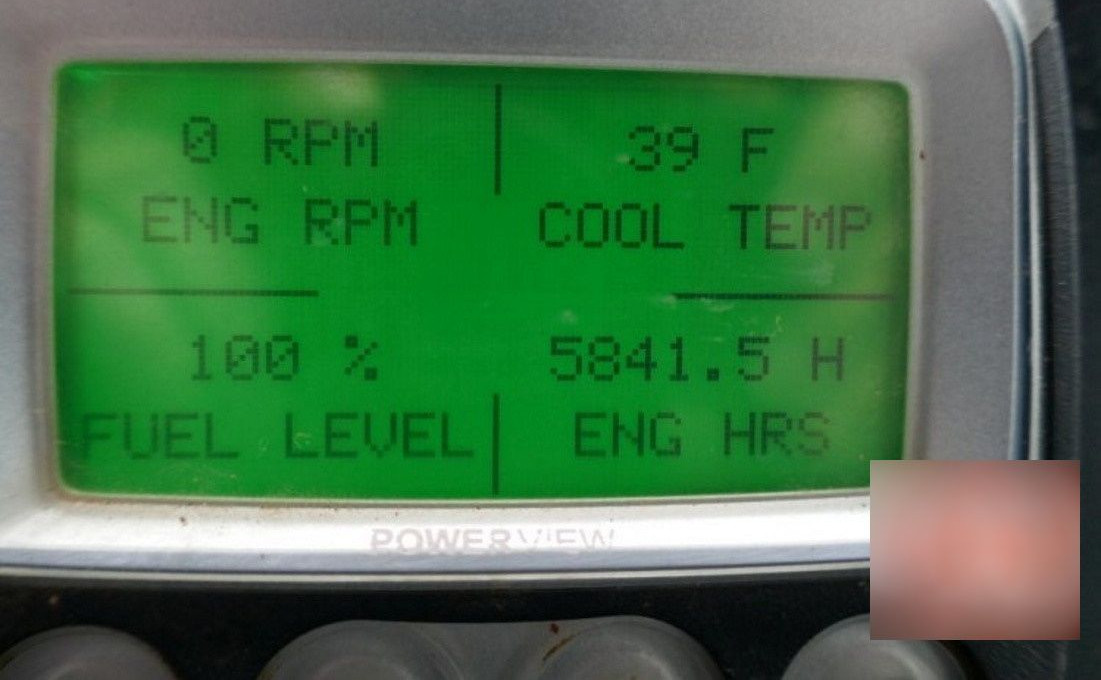 0 RPM
ENG RPM
39 F
COOL TEMP
100 %
FUEL LEVEL
5841.5 H
ENG HRS
POWERVIEW